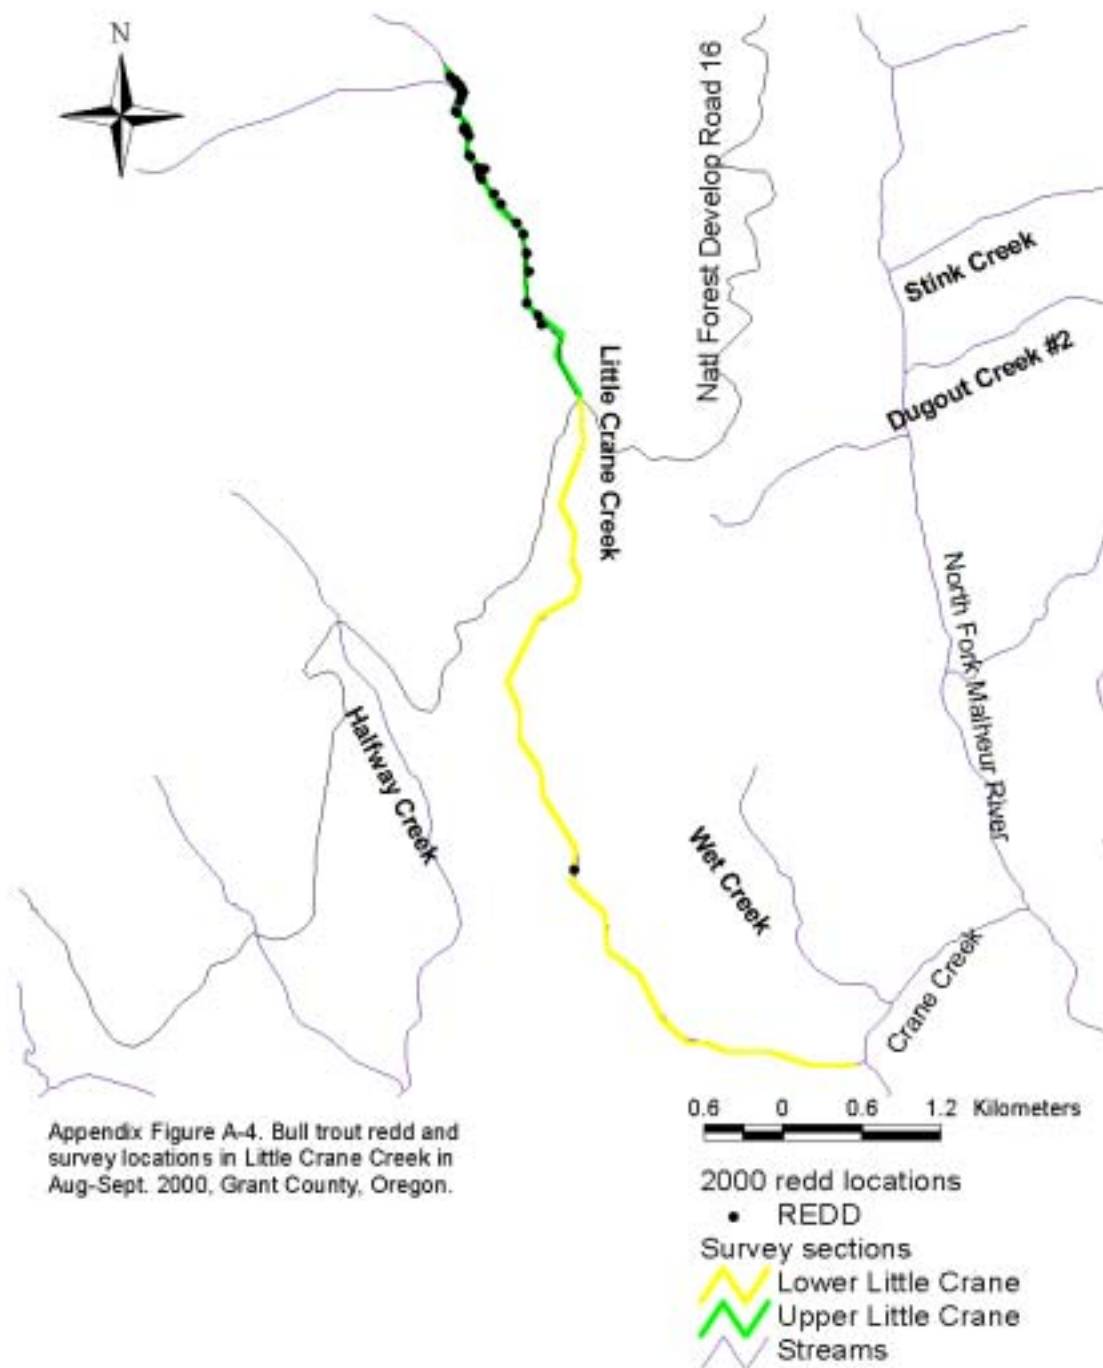 N
Natl Forest Develop Road 16
Stink Creek
Dugout Creek #2
Little Crane Creek
North Fork Malheur River
Halfway Creek
Wet Creek
Crane Creek
0.6 0 0.6 1.2 Kilometers
Appendix Figure A-4. Bull trout redd and
survey locations in Little Crane Creek in
Aug-Sept. 2000, Grant County, Oregon.
2000 redd locations
REDD
Survey sections
Lower Little Crane
Upper Little Crane
Streams